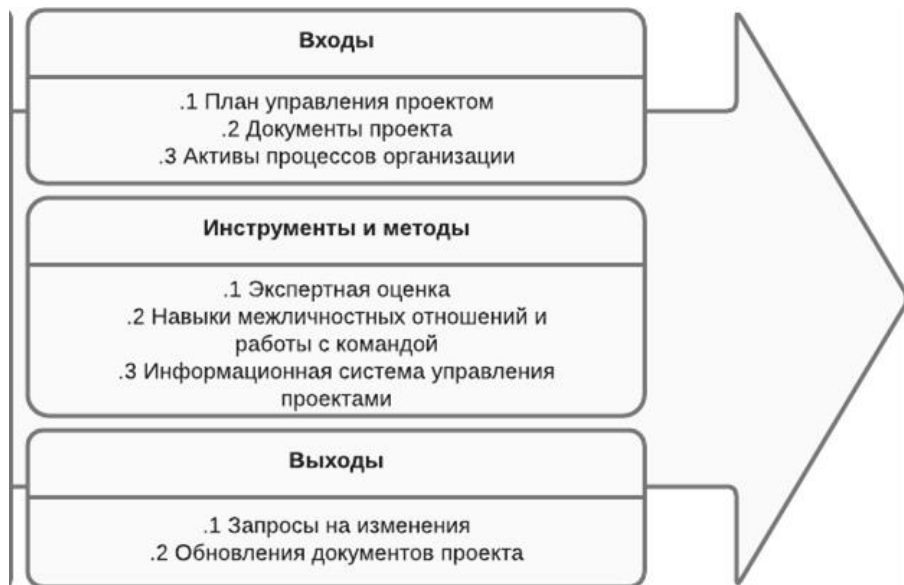 Входы
.1 План управления проектом
.2 Документы проекта
.3 Активы процессов организации
Инструменты и методы
.1 Экспертная оценка
.2 Навыки межличностных отношений и
работы с командой
.3 Информационная система управления
проектами
Выходы
.1 Запросы на изменения
.2 Обновления документов проекта